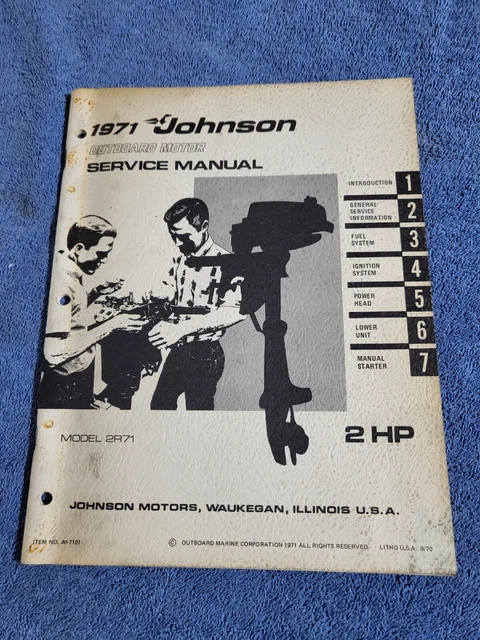 1971 Johnson
OUTBOARD MOTOR
SERVICE MANUAL
INTRODUCTION 1
GENERAL
SERVICE
INFORMATION 2
FUEL
SYSTEM 3
IGNITION
SYSTEM 4
POWER
HEAD 5
LOWER
UNIT 6
MANUAL
STARTER 7
MODEL 2R71
2 HP
JOHNSON MOTORS, WAUKEGAN, ILLINOIS U.S.A.
ITEM NO. JM-7101
© OUTBOARD MARINE CORPORATION 1971 ALL RIGHTS RESERVED
LITHO U.S.A. 9/70